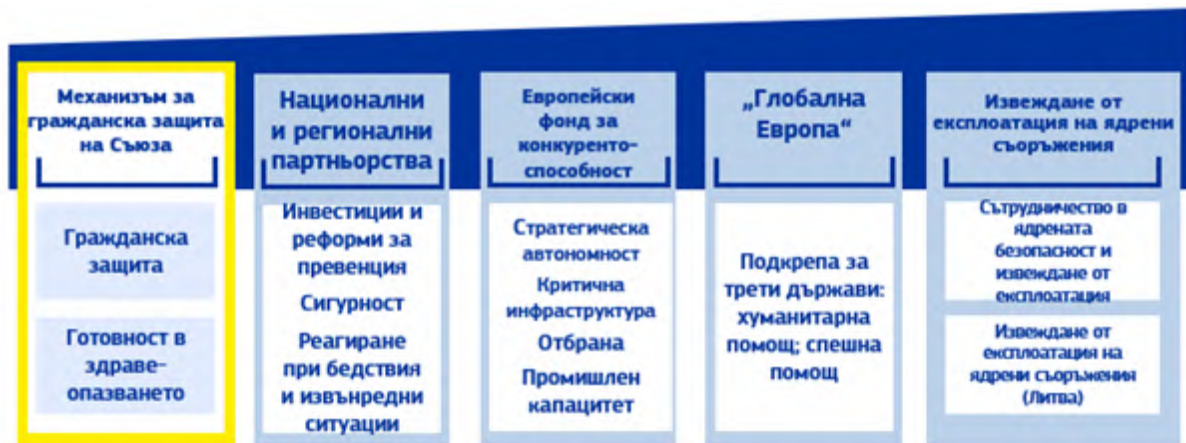 Механизъм за
гражданска защита
на Съюза
Гражданска
защита
Готовност в
здраве-
опазването
Национални
и регионални
партньорства
Инвестиции и
реформи за
превенция
Сигурност
Реагиране
при бедствия
и извънредни
ситуации
Европейски
фонд за
конкуренто-
способност
Стратегическа
автономност
Критична
инфраструктура
Отбрана
Промишлен
капацитет
„Глобална
Европа“
Подкрепа за
трети държави:
хуманитарна
помощ; спешна
помощ
Извеждане от
експлоатация на ядрени
съоръжения
Сътрудничество в
ядрената
безопасност и
извеждане от
експлоатация
Извеждане от
експлоатация на
ядрени съоръжения
(Литва)